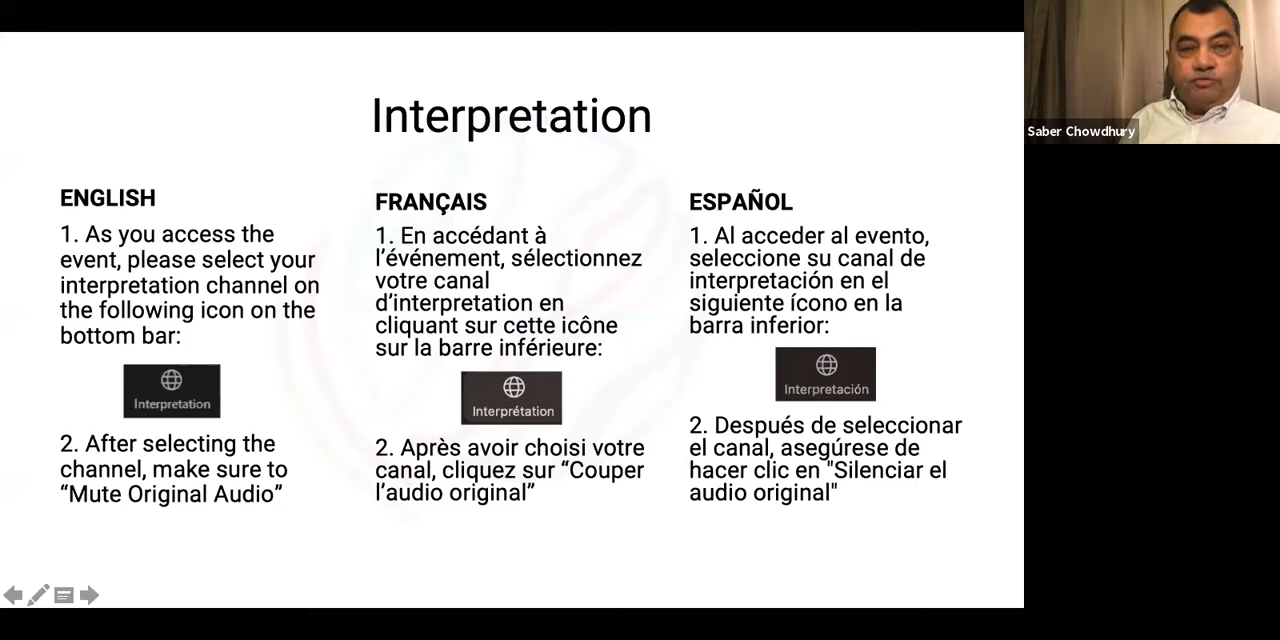 Interpretation
ENGLISH
1. As you access the
event, please select your
interpretation channel on
the following icon on the
bottom bar:
Interpretation
2. After selecting the
channel, make sure to
“Mute Original Audio”
FRANÇAIS
1. En accédant à
l’événement, sélectionnez
votre canal
d’interpretation en
cliquant sur cette icône
sur la barre inférieure:
Interprétation
2. Après avoir choisi votre
canal, cliquez sur “Couper
l’audio original”
ESPAÑOL
1. Al acceder al evento,
seleccione su canal de
interpretación en el
siguiente ícono en la
barra inferior:
Interpretación
2. Después de seleccionar
el canal, asegúrese de
hacer clic en "Silenciar el
audio original"
Saber Chowdhury